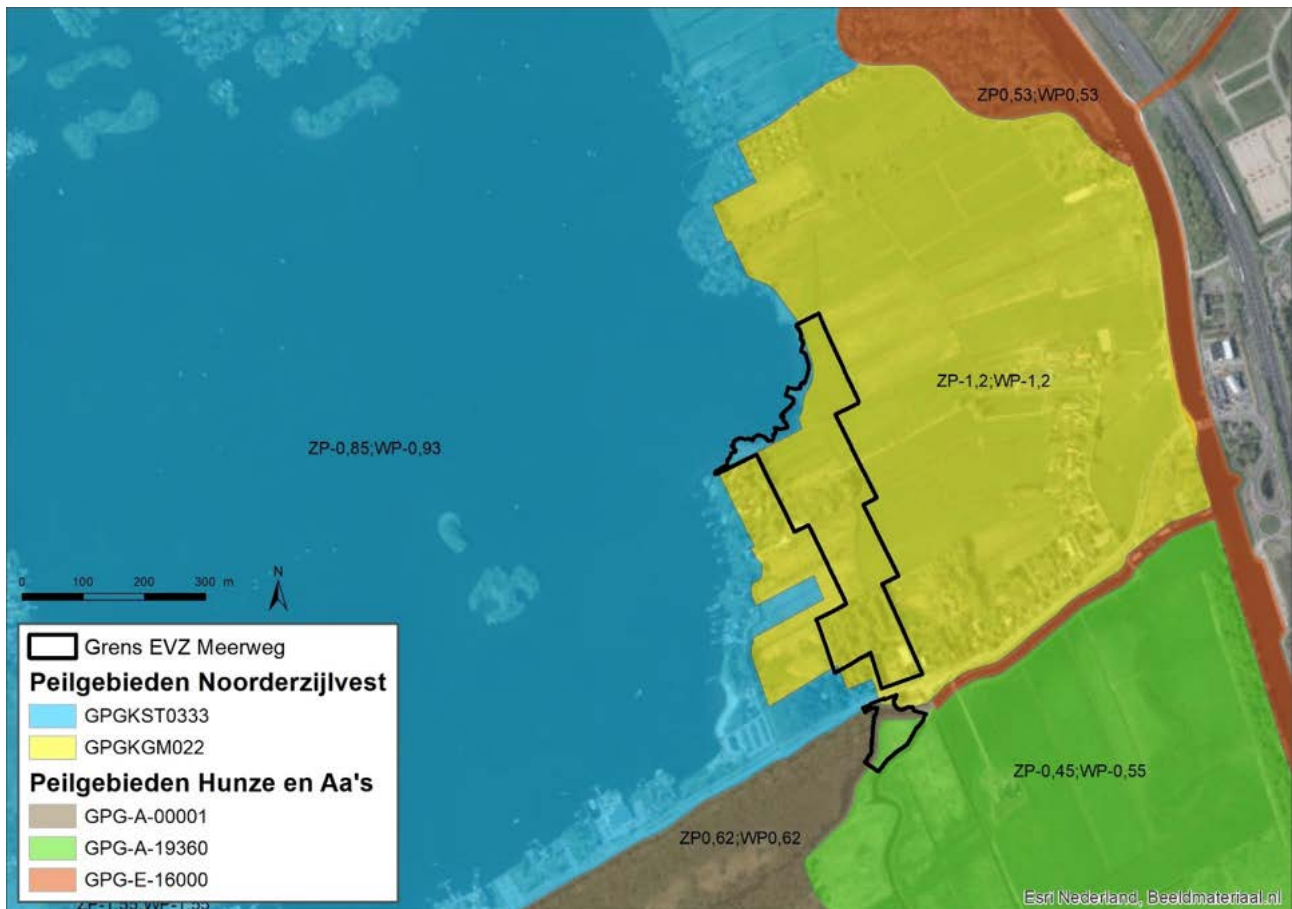 ZP0,53;WP0,53
ZP-1,2;WP-1,2
ZP-0,85;WP-0,93
0 100 200 300 m
N
Grens EVZ Meerweg
Peilgebieden Noorderzijlvest
GPGKST0333
GPGKGM022
Peilgebieden Hunze en Aa's
GPG-A-00001
GPG-A-19360
GPG-E-16000
ZP-0,45;WP-0,55
ZP0,62;WP0,62
Esri Nederland, Beeldmateriaal.nl